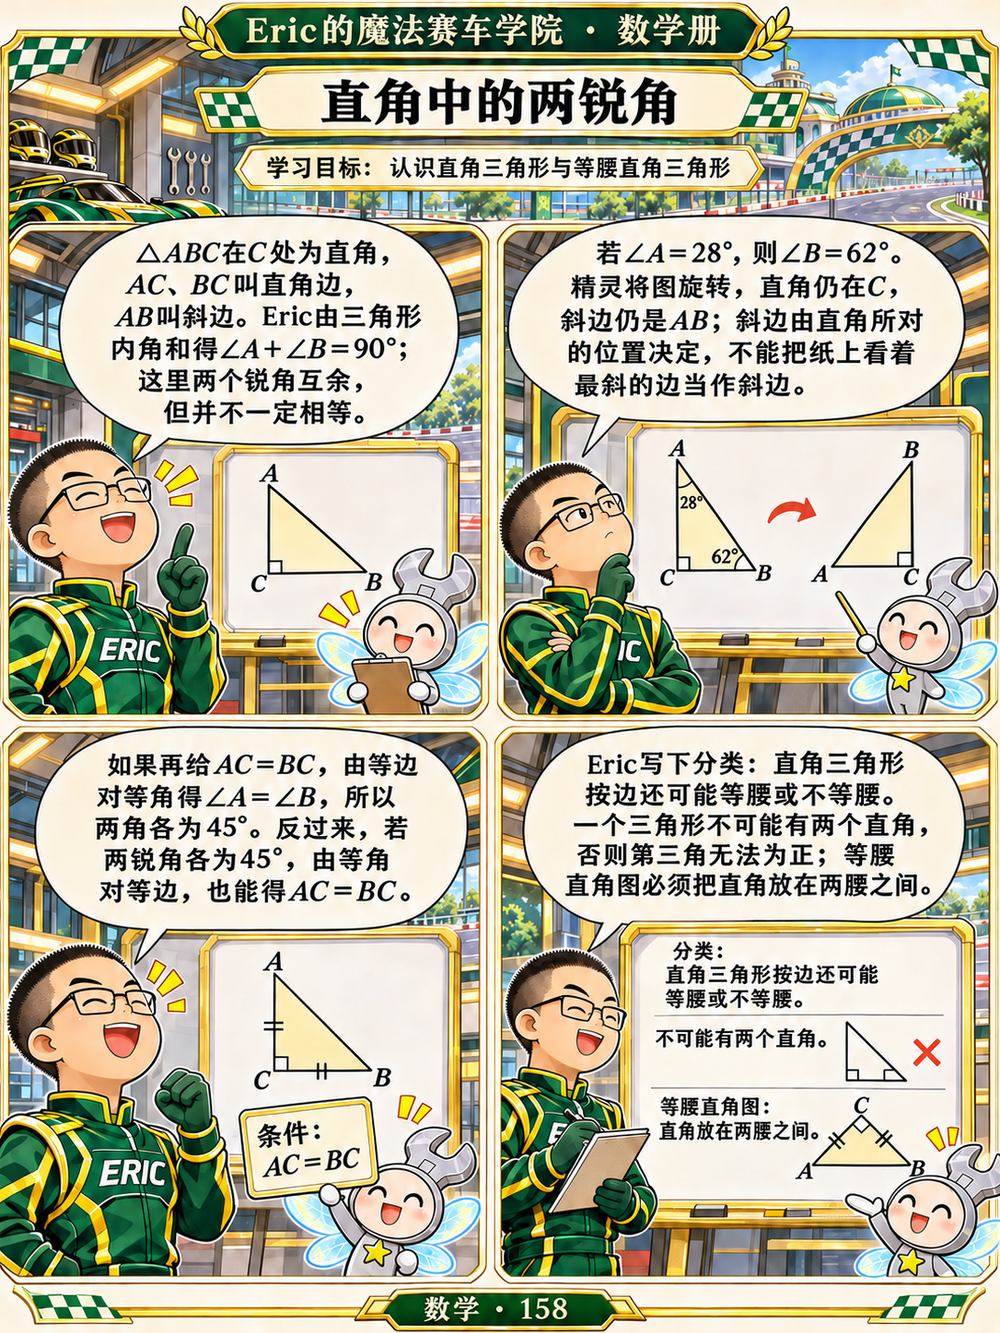 Eric的魔法赛车学院 · 数学册
直角中的两锐角
学习目标： 认识直角三角形与等腰直角三角形
△ABC在C处为直角，
AC、BC叫直角边，
AB叫斜边。Eric由三角形
内角和得∠A+∠B=90°；
这里两个锐角互余，
但并不一定相等。
A
C
B
ERIC
若∠A=28°, 则∠B=62°。
精灵将图旋转，直角仍在C，
斜边仍是AB；斜边由直角所对
的位置决定，不能把纸上看着
最斜的边当作斜边。
A
28°
62°
C
B
B
A
C
RIC
如果再给AC=BC，由等边
对等角得∠A=∠B，所以
两角各为45°。反过来，若
两锐角各为45°，由等角
对等边，也能得AC=BC。
A
C
B
条件：
AC=BC
ERIC
Eric写下分类：直角三角形
按边还可能等腰或不等腰。
一个三角形不可能有两个直角，
否则第三角无法为正；等腰
直角图必须把直角放在两腰之间。
分类：
直角三角形按边还可能
等腰或不等腰。
不可能有两个直角。
等腰直角图：
直角放在两腰之间。
C
A
B
E
数学 · 158